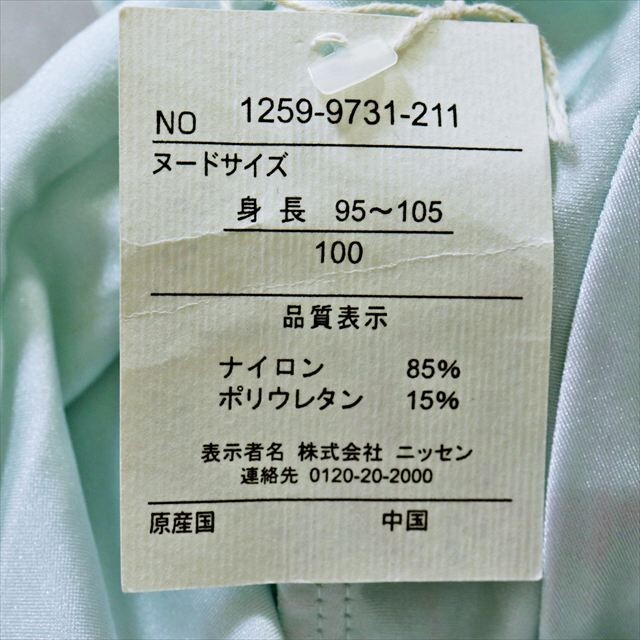 NO 1259-9731-211
ヌードサイズ
身長 95〜105
100
品質表示
ナイロン 85%
ポリウレタン 15%
表示者名 株式会社 ニッセン
連絡先 0120-20-2000
原産国 中国